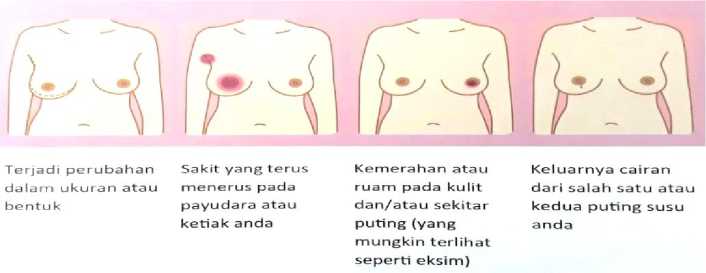 Terjadi perubahan
dalam ukuran atau
bentuk
Sakit yang terus
menerus pada
payudara atau
ketiak anda
Kemerahan atau
ruam pada kulit
dan/atau sekitar
puting (yang
mungkin terlihat
seperti eksim)
Keluarnya cairan
dari salah satu atau
kedua puting susu
anda